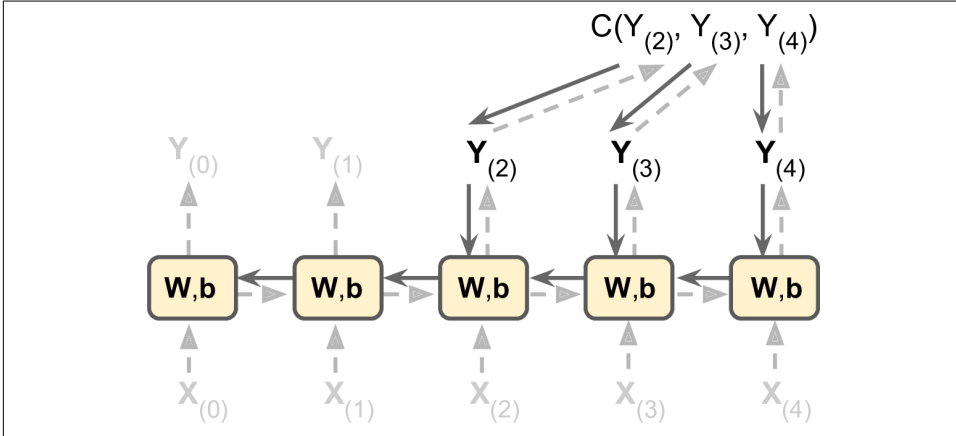 C(Y(2), Y(3), Y(4))
Y(0) Y(1) Y(2) Y(3) Y(4)
W,b W,b W,b W,b W,b
X(0) X(1) X(2) X(3) X(4)